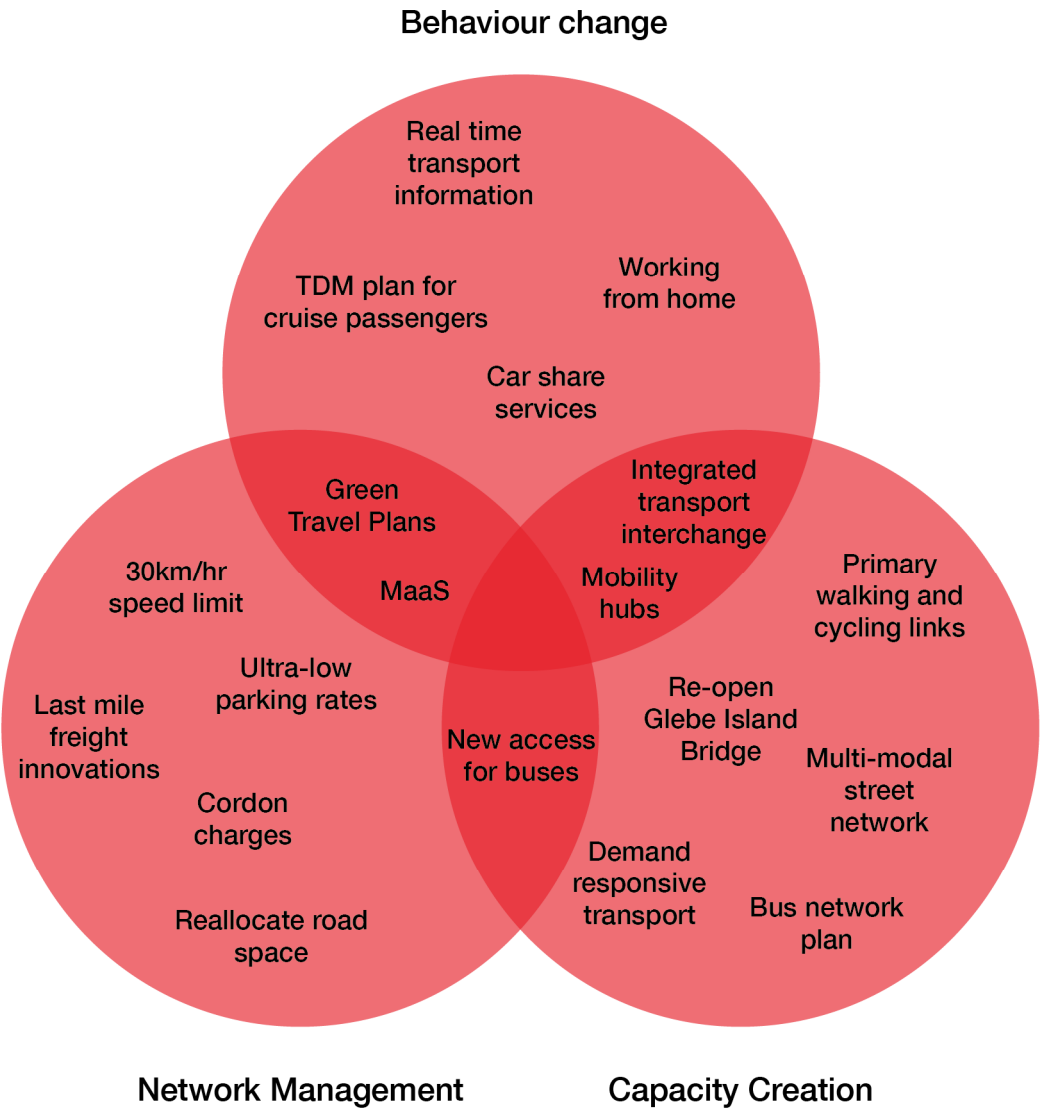 Behaviour change
Real time
transport
information
Working
from home
TDM plan for
cruise passengers
Car share
services
Green
Travel Plans
MaaS
Integrated
transport
interchange
Mobility
hubs
30km/hr
speed limit
Ultra-low
parking rates
Last mile
freight
innovations
Cordon
charges
Reallocate road
space
New access
for buses
Primary
walking and
cycling links
Re-open
Glebe Island
Bridge
Multi-modal
street
network
Demand
responsive
transport
Bus network
plan
Network Management
Capacity Creation